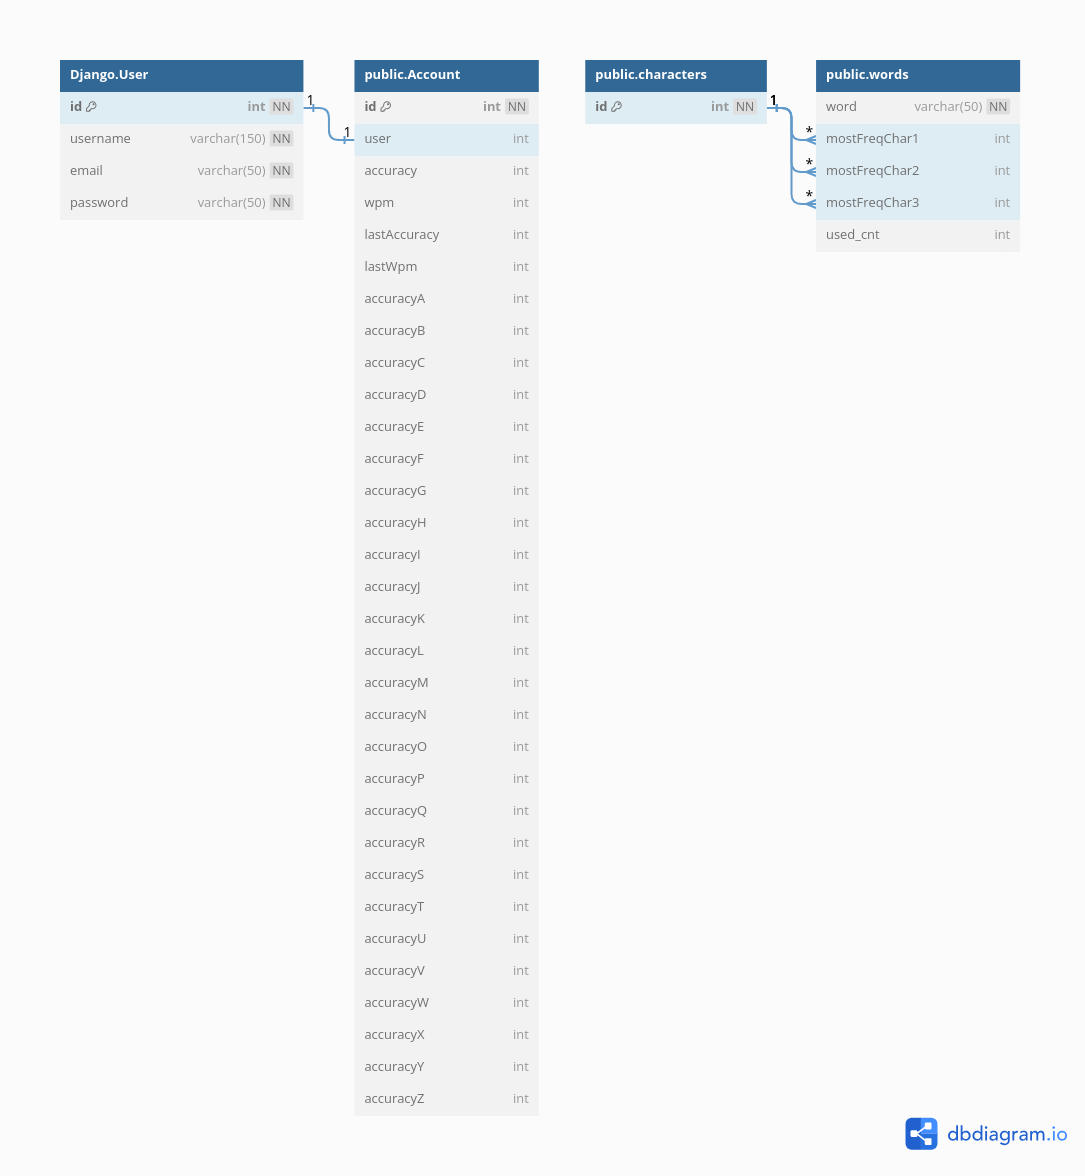 Django.User
id int NN
username varchar(150) NN
email varchar(50) NN
password varchar(50) NN
1
1
public.Account
id int NN
user int
accuracy int
wpm int
lastAccuracy int
lastWpm int
accuracyA int
accuracyB int
accuracyC int
accuracyD int
accuracyE int
accuracyF int
accuracyG int
accuracyH int
accuracyI int
accuracyJ int
accuracyK int
accuracyL int
accuracyM int
accuracyN int
accuracyO int
accuracyP int
accuracyQ int
accuracyR int
accuracyS int
accuracyT int
accuracyU int
accuracyV int
accuracyW int
accuracyX int
accuracyY int
accuracyZ int
public.characters
id int NN
1
*
*
*
public.words
word varchar(50) NN
mostFreqChar1 int
mostFreqChar2 int
mostFreqChar3 int
used_cnt int
dbdiagram.io